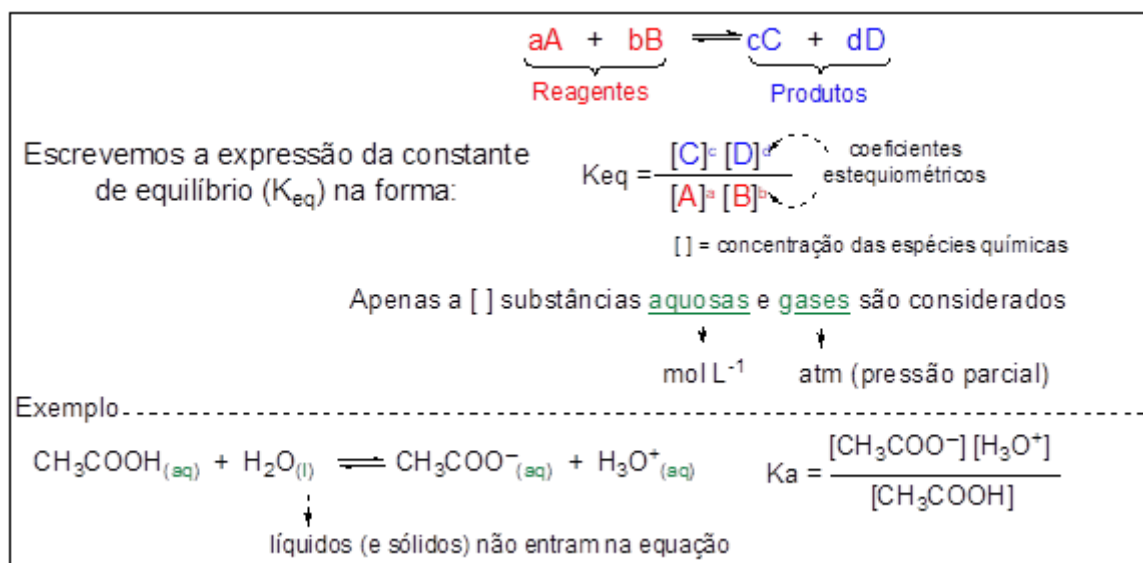 aA + bB ⇌ cC + dD
Reagentes Produtos
Escrevemos a expressão da constante
de equilíbrio (Keq) na forma:
Keq = [C]ᶜ [D]ᵈ / [A]ᵃ [B]ᵇ
coeficientes
estequiométricos
[ ] = concentração das espécies químicas
Apenas a [ ] substâncias aquosas e gases são considerados
mol L⁻¹ atm (pressão parcial)
Exemplo
CH₃COOH(aq) + H₂O(l) ⇌ CH₃COO⁻(aq) + H₃O⁺(aq)
Ka = [CH₃COO⁻] [H₃O⁺] / [CH₃COOH]
líquidos (e sólidos) não entram na equação